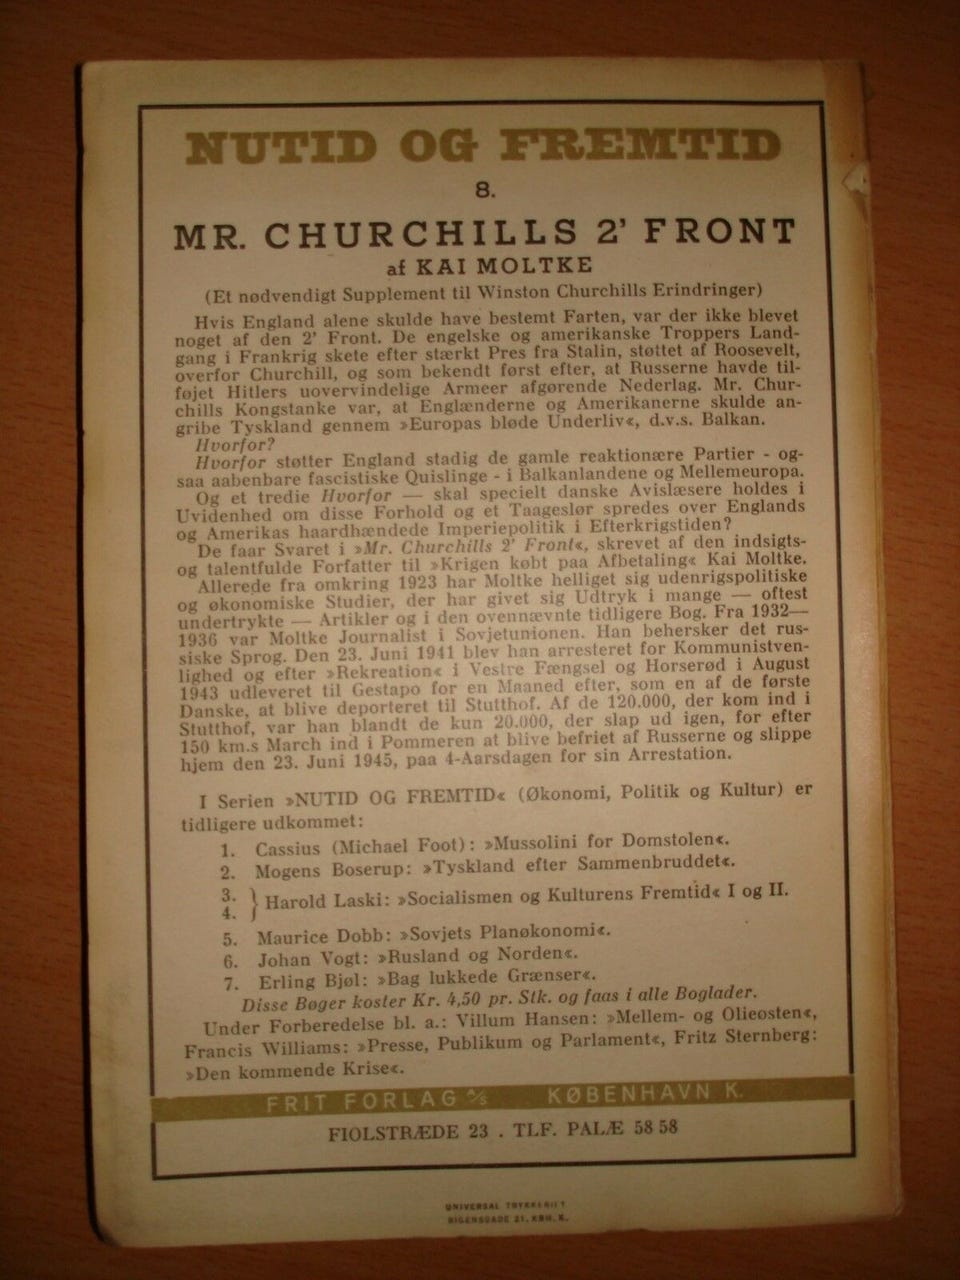 NUTID OG FREMTID
8.
MR. CHURCHILLS 2' FRONT
af KAI MOLTKE
(Et nødvendigt Supplement til Winston Churchills Erindringer)
Hvis England alene skulde have bestemt Farten, var der ikke blevet
noget af den 2' Front. De engelske og amerikanske Troppers Land-
gang i Frankrig skete efter stærkt Pres fra Stalin, støttet af Roosevelt,
overfor Churchill, og som bekendt først efter, at Russerne havde til-
føjet Hitlers uovervindelige Armeer afgørende Nederlag. Mr. Chur-
chills Kongstanke var, at Englænderne og Amerikanerne skulde an-
gribe Tyskland gennem »Europas bløde Underliv«, d.v.s. Balkan.
Hvorfor?
Hvorfor støtter England stadig de gamle reaktionære Partier - og-
saa aabenbare fascistiske Quislinge - i Balkanlandene og Mellemeuropa.
Og et tredie Hvorfor — skal specielt danske Avislæsere holdes i
Uvidenhed om disse Forhold og et Taageslør spredes over Englands
og Amerikas haardhændede Imperiepolitik i Efterkrigstiden?
De faar Svaret i »Mr. Churchills 2' Front«, skrevet af den indsigts-
og talentfulde Forfatter til »Krigen købt paa Afbetaling« Kai Moltke.
Allerede fra omkring 1923 har Moltke helliget sig udenrigspolitiske
og økonomiske Studier, der har givet sig Udtryk i mange — oftest
undertrykte — Artikler og i den ovennævnte tidligere Bog. Fra 1932—
1936 var Moltke Journalist i Sovjetunionen. Han behersker det rus-
siske Sprog. Den 23. Juni 1941 blev han arresteret for Kommunistven-
lighed og efter »Rekreation« i Vestre Fængsel og Horserød i August
1943 udleveret til Gestapo for en Maaned efter, som en af de første
Danske, at blive deporteret til Stutthof. Af de 120.000, der kom ind i
Stutthof, var han blandt de kun 20.000, der slap ud igen, for efter
150 km.s March ind i Pommeren at blive befriet af Russerne og slippe
hjem den 23. Juni 1945, paa 4-Aarsdagen for sin Arrestation.
I Serien »NUTID OG FREMTID« (Økonomi, Politik og Kultur) er
tidligere udkommet:
1. Cassius (Michael Foot): »Mussolini for Domstolen«.
2. Mogens Boserup: »Tyskland efter Sammenbruddet«.
3.
4. } Harold Laski: »Socialismen og Kulturens Fremtid« I og II.
5. Maurice Dobb: »Sovjets Planøkonomi«.
6. Johan Vogt: »Rusland og Norden«.
7. Erling Bjøl: »Bag lukkede Grænser«.
Disse Bøger koster Kr. 4,50 pr. Stk. og faas i alle Boglader.
Under Forberedelse bl. a.: Villum Hansen: »Mellem- og Olieøsten«,
Francis Williams: »Presse, Publikum og Parlament«, Fritz Sternberg:
»Den kommende Krise«.
FRIT FORLAG A/S KØBENHAVN K.
FIOLSTRÆDE 23 . TLF. PALÆ 58 58
UNIVERSAL TRYKKERIET
RIGENSGADE 21, KBH. K.